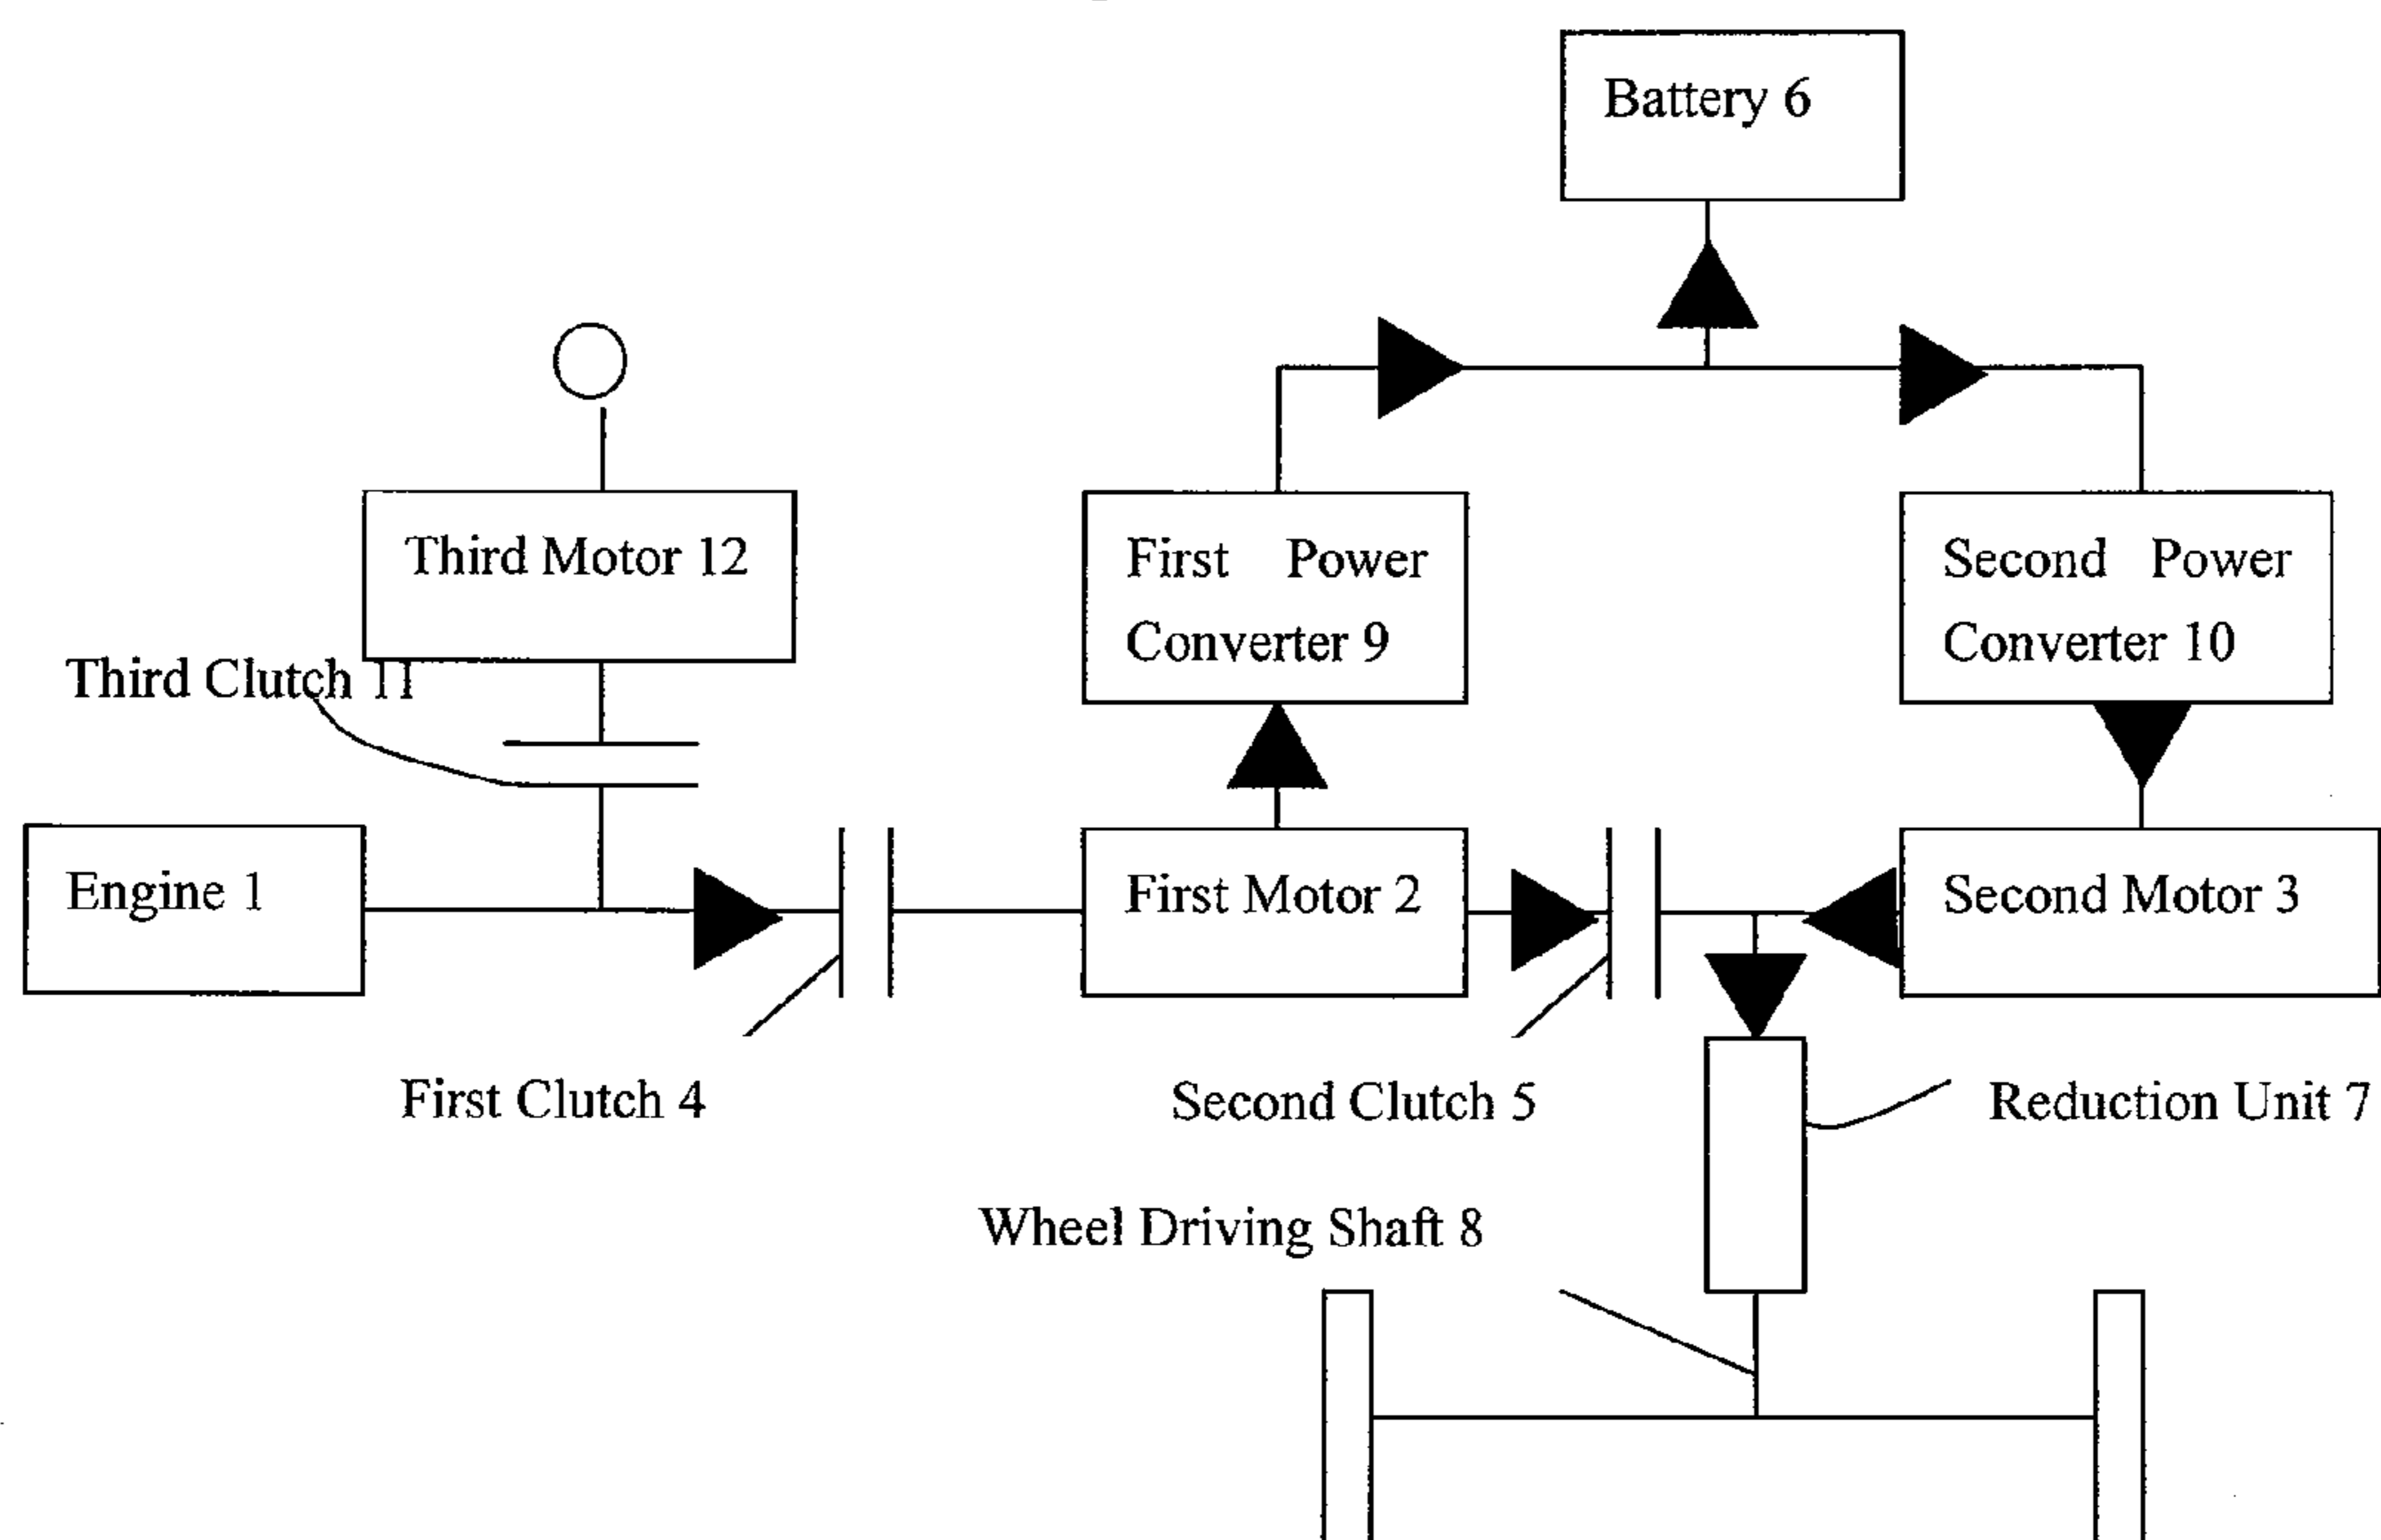 Battery 6
Third Motor 12
First Power
Converter 9
Second Power
Converter 10
Third Clutch 11
Engine 1
First Motor 2
Second Motor 3
First Clutch 4
Second Clutch 5
Reduction Unit 7
Wheel Driving Shaft 8